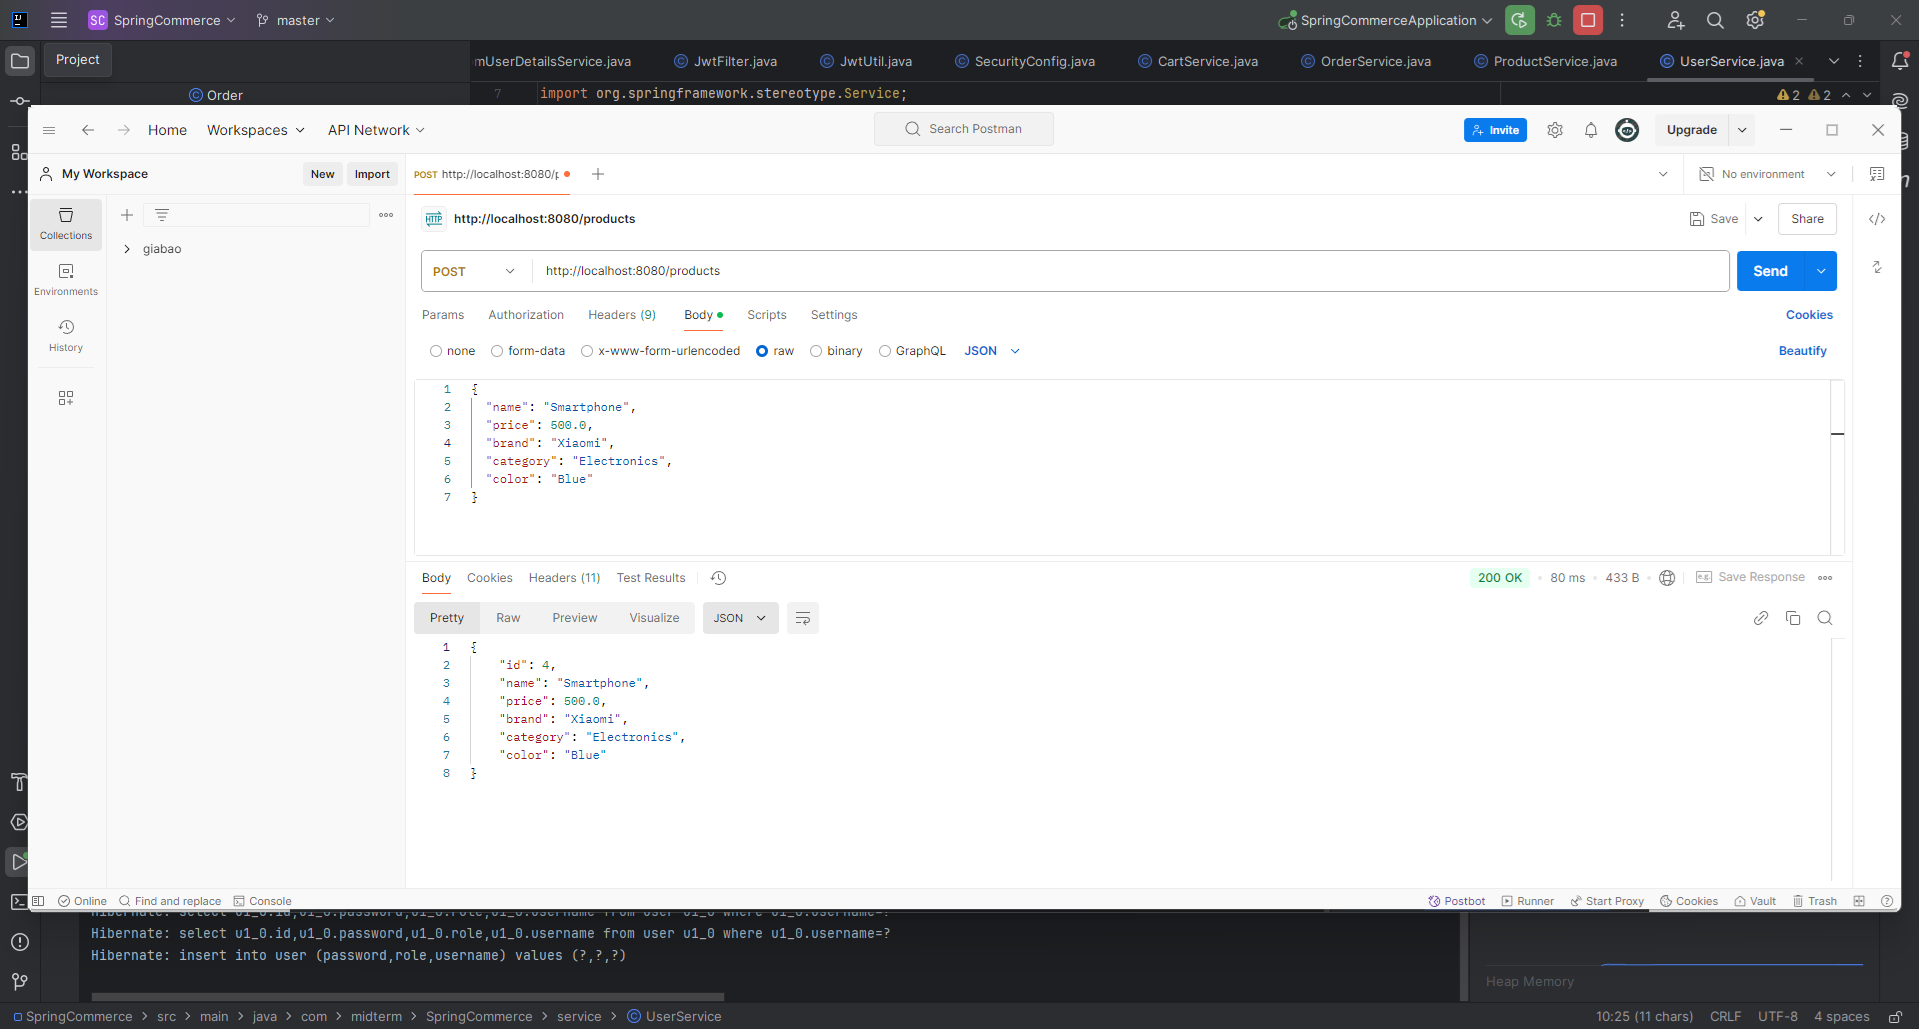 SC SpringCommerce master SpringCommerceApplication
Project
mUserDetailsService.java JwtFilter.java JwtUtil.java SecurityConfig.java CartService.java OrderService.java ProductService.java UserService.java
Order
7 import org.springframework.stereotype.Service;
2 2
Home Workspaces API Network Search Postman Invite Upgrade
My Workspace New Import POST http://localhost:8080/p No environment
Collections
HTTP http://localhost:8080/products Save Share
giabao
Environments
History
POST http://localhost:8080/products Send
Params Authorization Headers (9) Body Scripts Settings Cookies
none form-data x-www-form-urlencoded raw binary GraphQL JSON Beautify
1 {
2 "name": "Smartphone",
3 "price": 500.0,
4 "brand": "Xiaomi",
5 "category": "Electronics",
6 "color": "Blue"
7 }
Body Cookies Headers (11) Test Results 200 OK 80 ms 433 B e.g. Save Response
Pretty Raw Preview Visualize JSON
1 {
2 "id": 4,
3 "name": "Smartphone",
4 "price": 500.0,
5 "brand": "Xiaomi",
6 "category": "Electronics",
7 "color": "Blue"
8 }
Online Find and replace Console Postbot Runner Start Proxy Cookies Vault Trash
Hibernate: select u1_0.id,u1_0.password,u1_0.role,u1_0.username from user u1_0 where u1_0.username=?
Hibernate: select u1_0.id,u1_0.password,u1_0.role,u1_0.username from user u1_0 where u1_0.username=?
Hibernate: insert into user (password,role,username) values (?,?,?)
Heap Memory
SpringCommerce > src > main > java > com > midterm > SpringCommerce > service > UserService 10:25 (11 chars) CRLF UTF-8 4 spaces